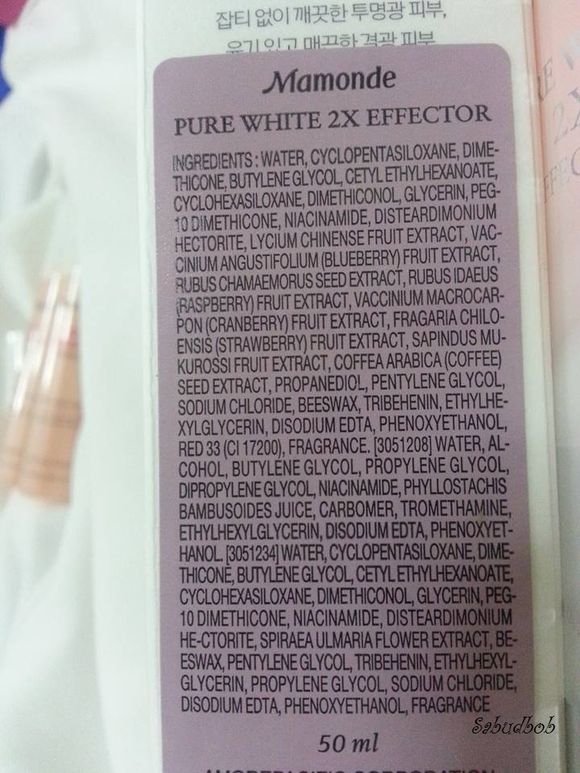 잡티 없이 깨끗한 투명광 피부,
윤기 있고 매끈한 결광 피부
Mamonde
PURE WHITE 2X EFFECTOR
INGREDIENTS : WATER, CYCLOPENTASILOXANE, DIME-
THICONE, BUTYLENE GLYCOL, CETYL ETHYLHEXANOATE,
CYCLOHEXASILOXANE, DIMETHICONOL, GLYCERIN, PEG-
10 DIMETHICONE, NIACINAMIDE, DISTEARDIMONIUM
HECTORITE, LYCIUM CHINENSE FRUIT EXTRACT, VAC-
CINIUM ANGUSTIFOLIUM (BLUEBERRY) FRUIT EXTRACT,
RUBUS CHAMAEMORUS SEED EXTRACT, RUBUS IDAEUS
(RASPBERRY) FRUIT EXTRACT, VACCINIUM MACROCAR-
PON (CRANBERRY) FRUIT EXTRACT, FRAGARIA CHILO-
ENSIS (STRAWBERRY) FRUIT EXTRACT, SAPINDUS MU-
KUROSSI FRUIT EXTRACT, COFFEA ARABICA (COFFEE)
SEED EXTRACT, PROPANEDIOL, PENTYLENE GLYCOL,
SODIUM CHLORIDE, BEESWAX, TRIBEHENIN, ETHYLHE-
XYLGLYCERIN, DISODIUM EDTA, PHENOXYETHANOL,
RED 33 (CI 17200), FRAGRANCE. [3051208] WATER, AL-
COHOL, BUTYLENE GLYCOL, PROPYLENE GLYCOL,
DIPROPYLENE GLYCOL, NIACINAMIDE, PHYLLOSTACHIS
BAMBUSOIDES JUICE, CARBOMER, TROMETHAMINE,
ETHYLHEXYLGLYCERIN, DISODIUM EDTA, PHENOXYET-
HANOL. [3051234] WATER, CYCLOPENTASILOXANE, DIME-
THICONE, BUTYLENE GLYCOL, CETYL ETHYLHEXANOATE,
CYCLOHEXASILOXANE, DIMETHICONOL, GLYCERIN, PEG-
10 DIMETHICONE, NIACINAMIDE, DISTEARDIMONIUM
HE-CTORITE, SPIRAEA ULMARIA FLOWER EXTRACT, BE-
ESWAX, PENTYLENE GLYCOL, TRIBEHENIN, ETHYLHEXYL-
GLYCERIN, PROPYLENE GLYCOL, SODIUM CHLORIDE,
DISODIUM EDTA, PHENOXYETHANOL, FRAGRANCE
50 ml
Sabudbob